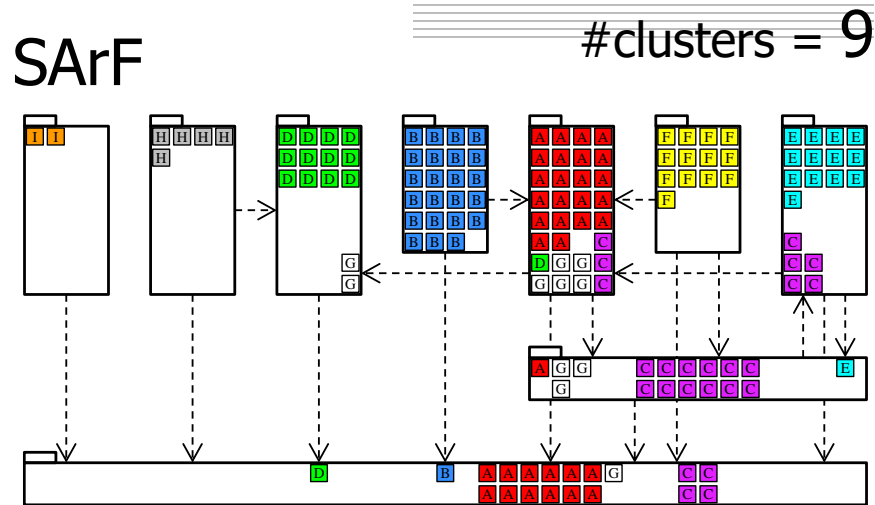 #clusters = 9
SArF
I I H H H H D D D D B B B B A A A A F F F F E E E E
H D D D D B B B B A A A A F F F F E E E E
D D D D B B B B A A A A F F F F E E E E
B B B B A A A A F E
B B B B A A A A
B B B A A C C
G D G G C C C
G G G G C C C
A G G C C C C C C E
G C C C C C C
D B A A A A A A G C C
A A A A A A C C